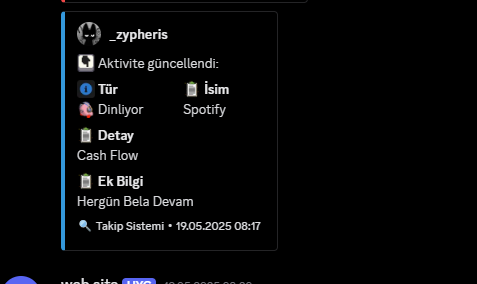 _zypheris
Aktivite güncellendi:
Tür İsim
Dinliyor Spotify
Detay
Cash Flow
Ek Bilgi
Hergün Bela Devam
Takip Sistemi • 19.05.2025 08:17